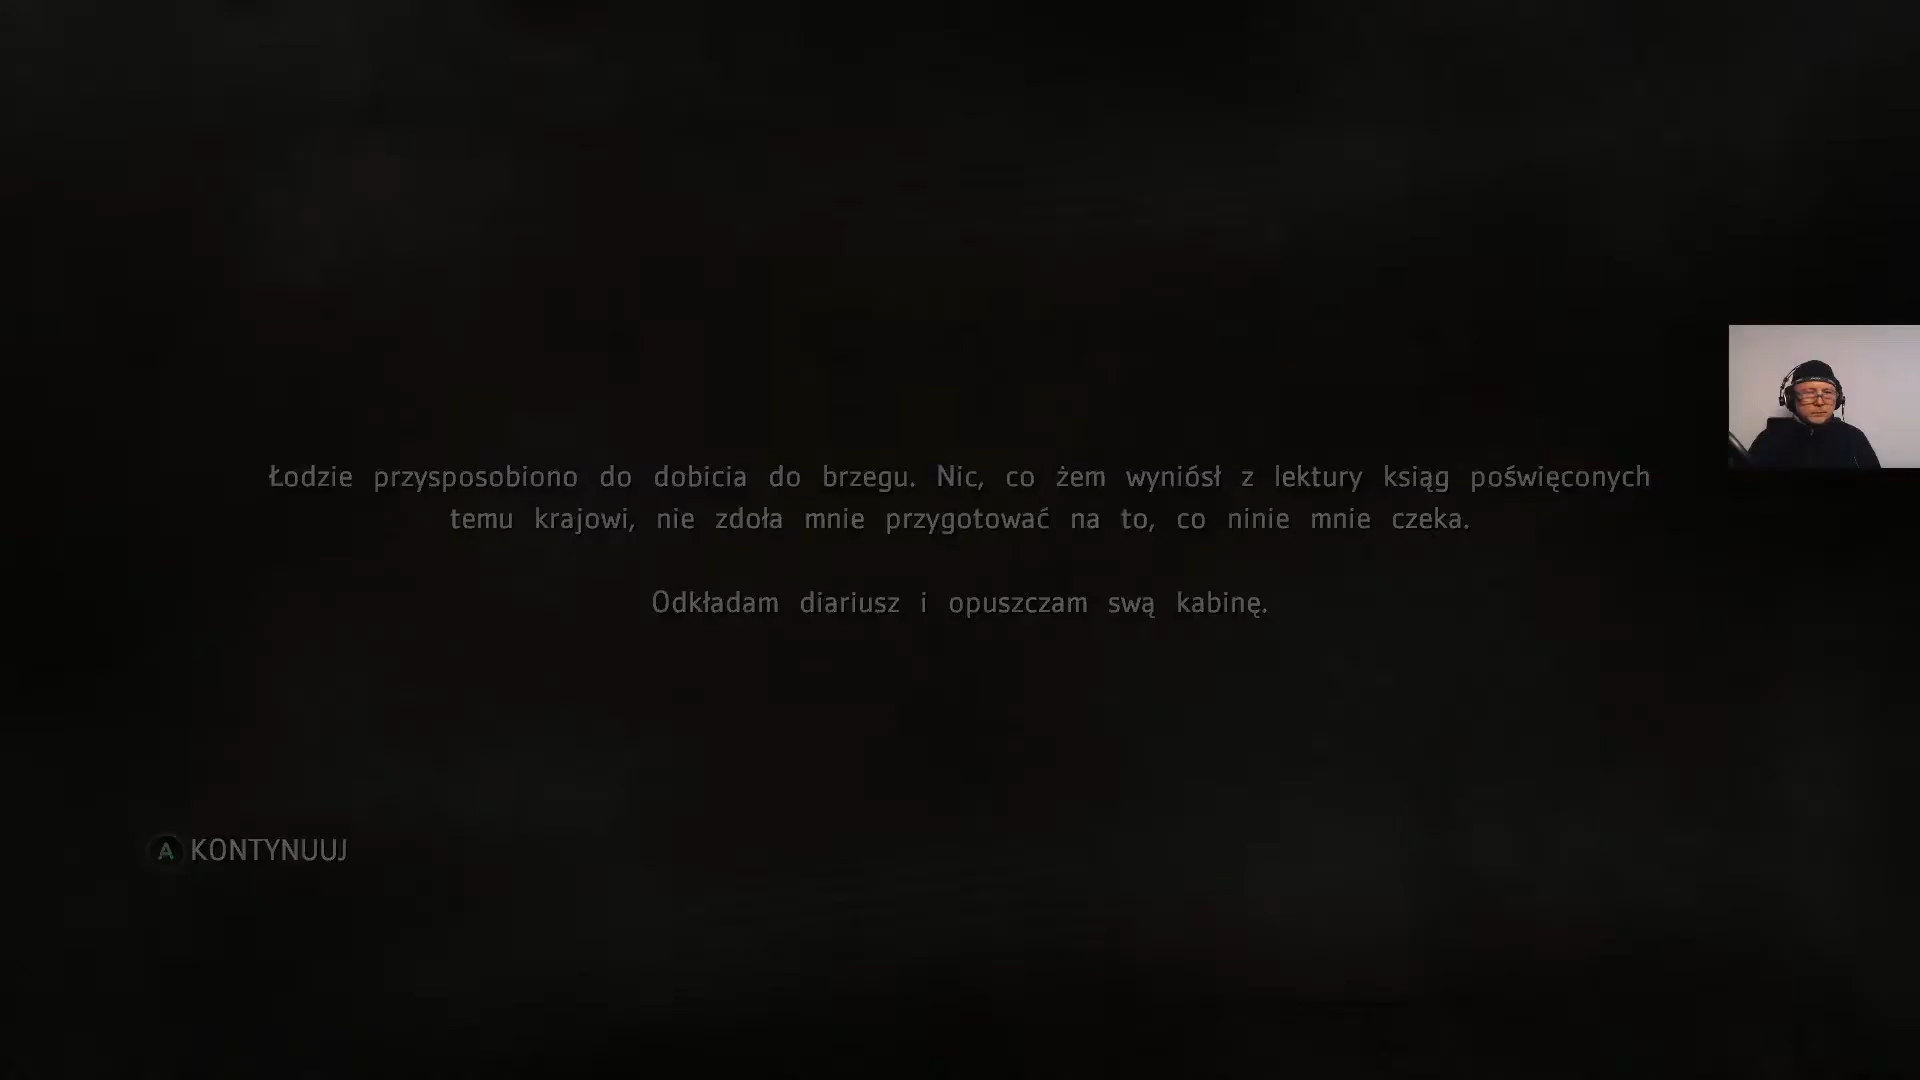 Łodzie przysposobiono do dobicia do brzegu. Nic, co żem wyniósł z lektury ksiąg poświęconych
temu krajowi, nie zdoła mnie przygotować na to, co ninie mnie czeka.
Odkładam diariusz i opuszczam swą kabinę.
A KONTYNUUJ